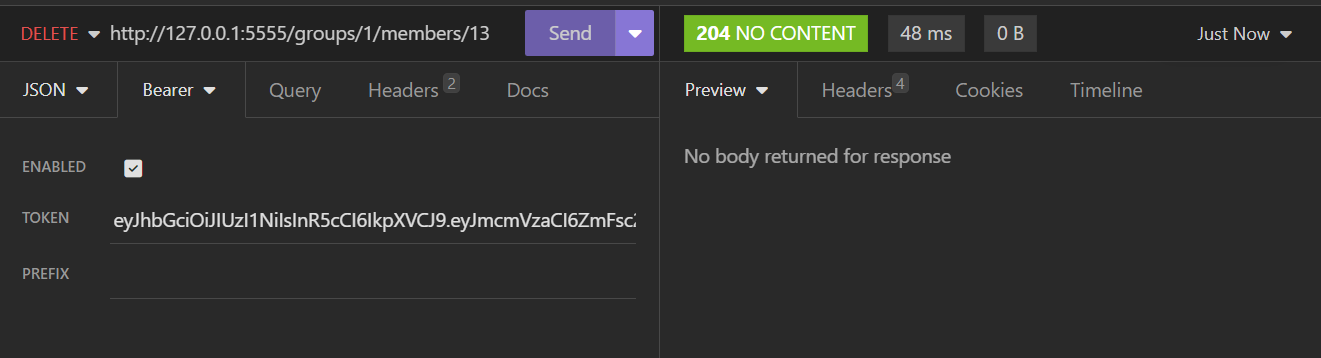 DELETE http://127.0.0.1:5555/groups/1/members/13 Send
204 NO CONTENT 48 ms 0 B Just Now
JSON Bearer Query Headers 2 Docs
Preview Headers 4 Cookies Timeline
ENABLED
No body returned for response
TOKEN eyJhbGciOiJIUzI1NiIsInR5cCI6IkpXVCJ9.eyJmcmVzaCI6ZmFsc2
PREFIX